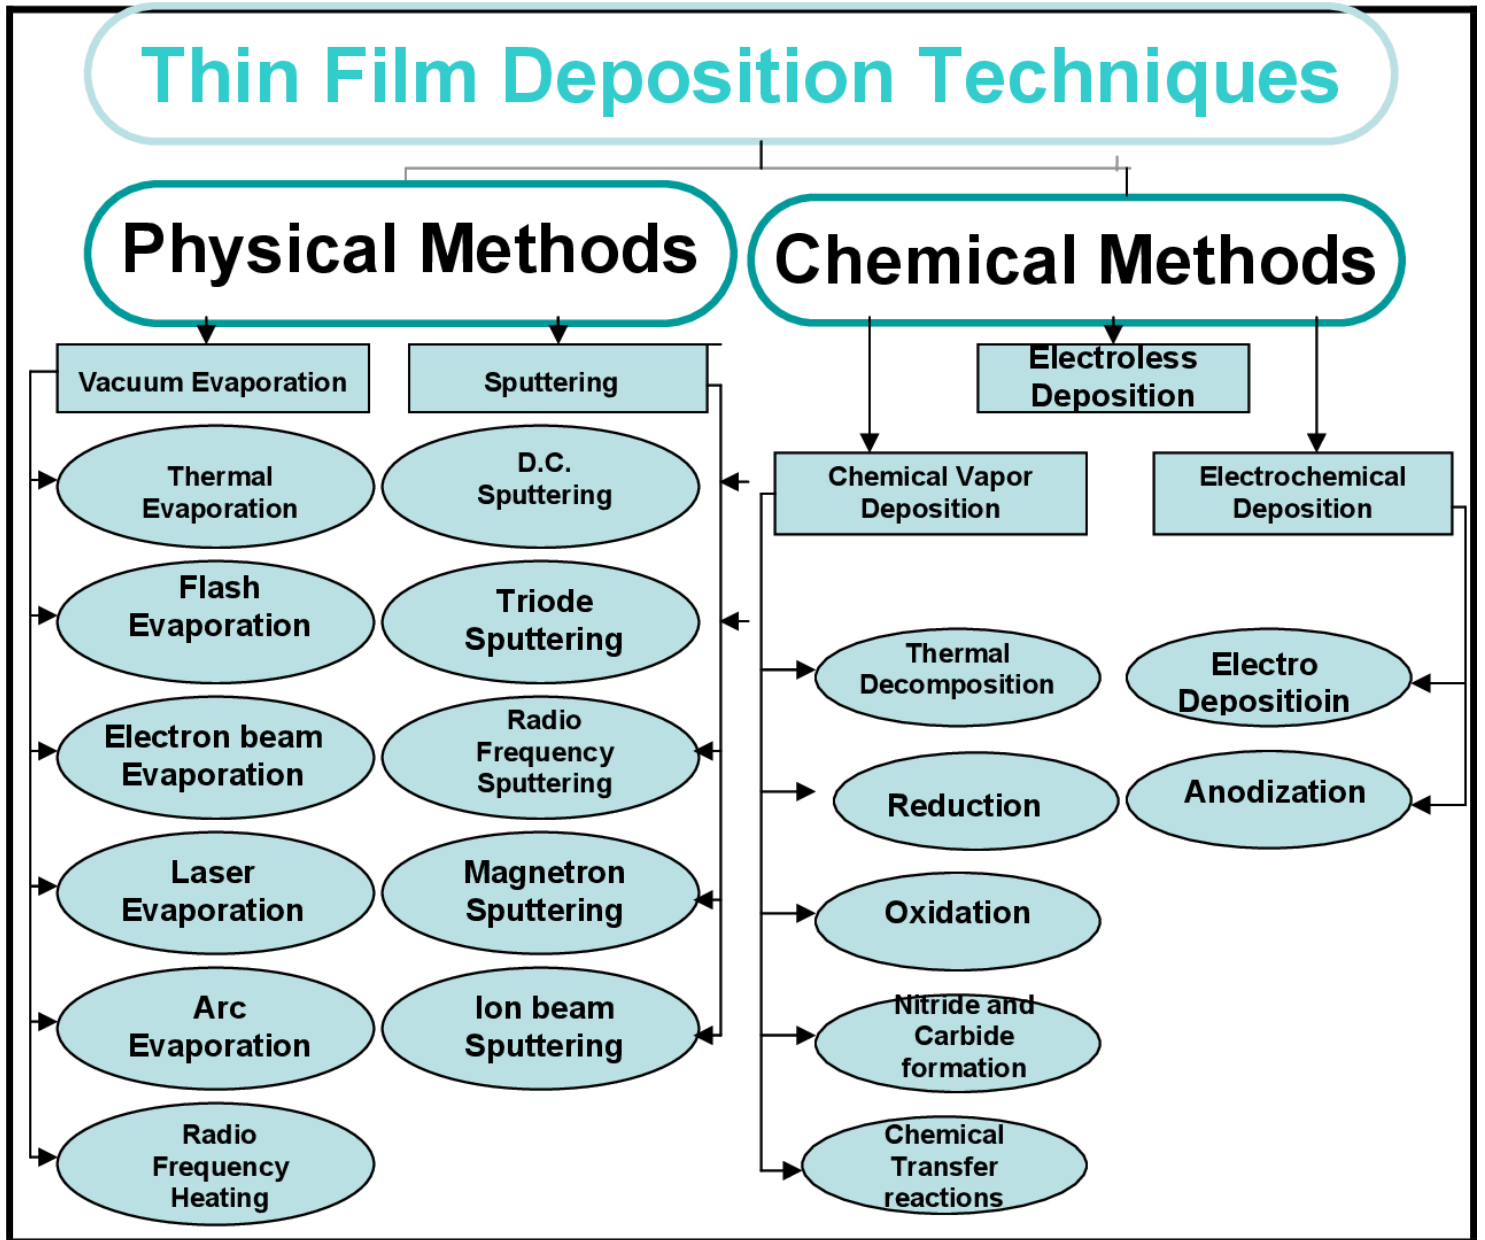 Thin Film Deposition Techniques
Physical Methods
Chemical Methods
Vacuum Evaporation
Sputtering
Electroless
Deposition
Chemical Vapor
Deposition
Electrochemical
Deposition
Thermal
Evaporation
Flash
Evaporation
Electron beam
Evaporation
Laser
Evaporation
Arc
Evaporation
Radio
Frequency
Heating
D.C.
Sputtering
Triode
Sputtering
Radio
Frequency
Sputtering
Magnetron
Sputtering
Ion beam
Sputtering
Thermal
Decomposition
Reduction
Oxidation
Nitride and
Carbide
formation
Chemical
Transfer
reactions
Electro
Depositioin
Anodization